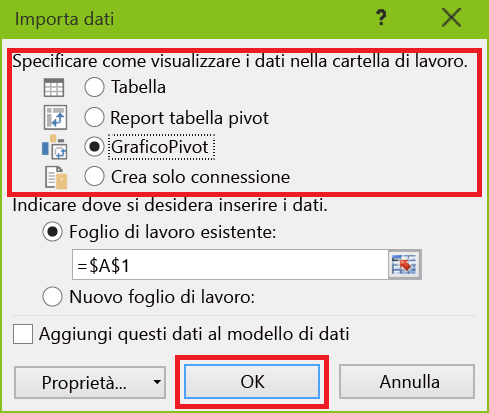 Importa dati ?
Specificare come visualizzare i dati nella cartella di lavoro.
Tabella
Report tabella pivot
GraficoPivot
Crea solo connessione
Indicare dove si desidera inserire i dati.
Foglio di lavoro esistente:
=$A$1
Nuovo foglio di lavoro:
Aggiungi questi dati al modello di dati
Proprietà... OK Annulla